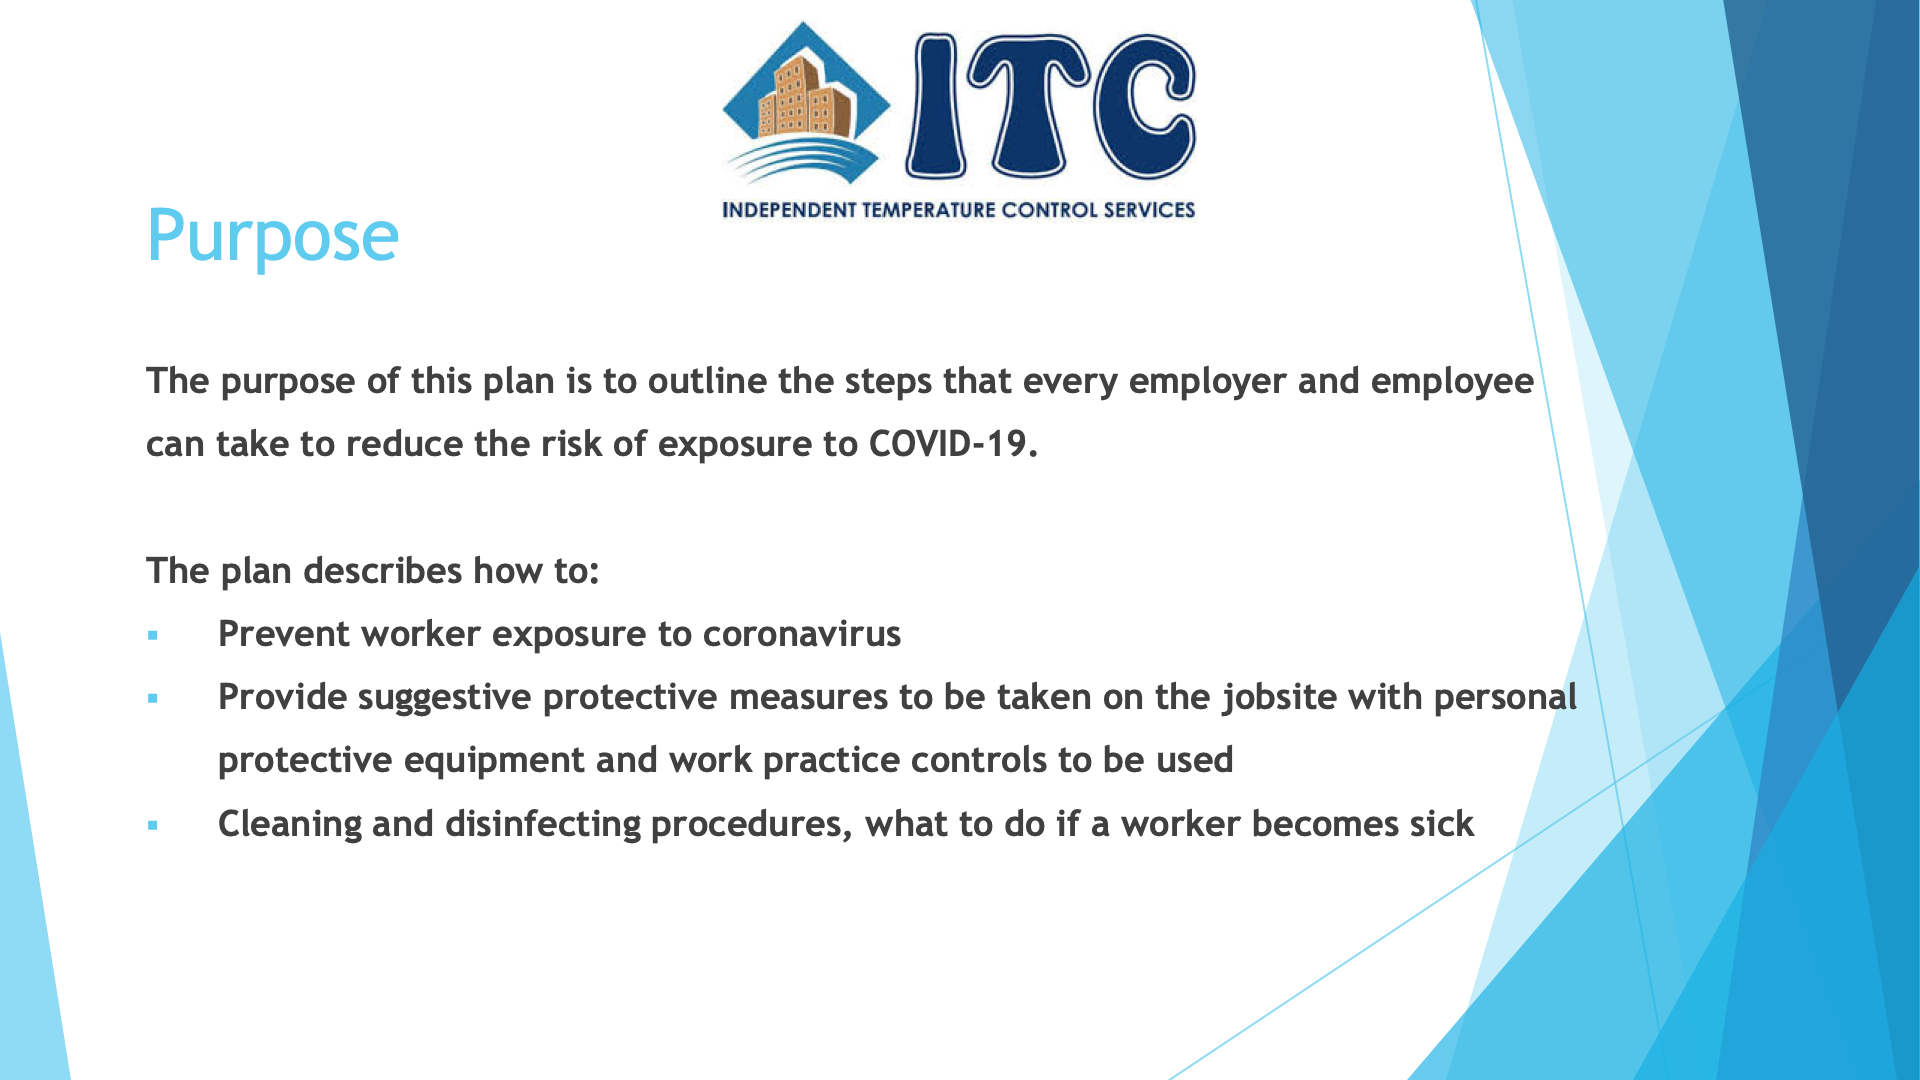 ITC
INDEPENDENT TEMPERATURE CONTROL SERVICES
Purpose
The purpose of this plan is to outline the steps that every employer and employee
can take to reduce the risk of exposure to COVID-19.
The plan describes how to:
▪ Prevent worker exposure to coronavirus
▪ Provide suggestive protective measures to be taken on the jobsite with personal
protective equipment and work practice controls to be used
▪ Cleaning and disinfecting procedures, what to do if a worker becomes sick